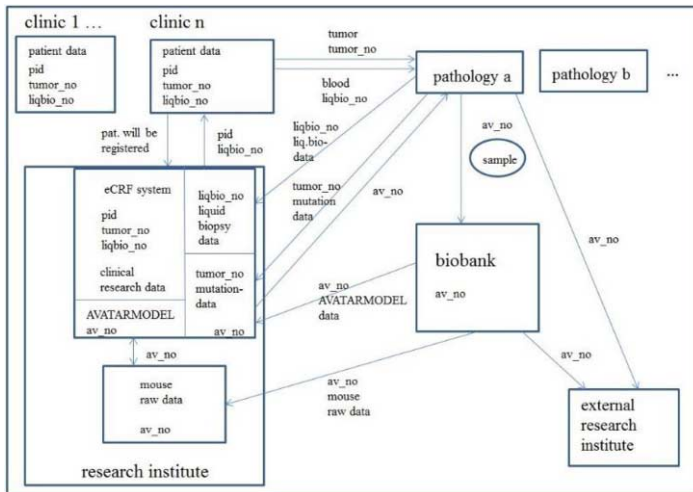 clinic 1 ...
clinic n
patient data
pid
tumor_no
liqbio_no
patient data
pid
tumor_no
liqbio_no
tumor
tumor_no
blood
liqbio_no
pathology a
pathology b
...
pat. will be
registered
pid
liqbio_no
liqbio_no
liq.bio-
data
av_no
sample
tumor_no
mutation
data
av_no
av_no
eCRF system
pid
tumor_no
liqbio_no
clinical
research data
liqbio_no
liquid
biopsy
data
tumor_no
mutation-
data
av_no
AVATARMODEL
av_no
biobank
av_no
av_no
AVATARMODEL
data
av_no
mouse
raw data
av_no
av_no
mouse
raw data
av_no
external
research
institute
research institute